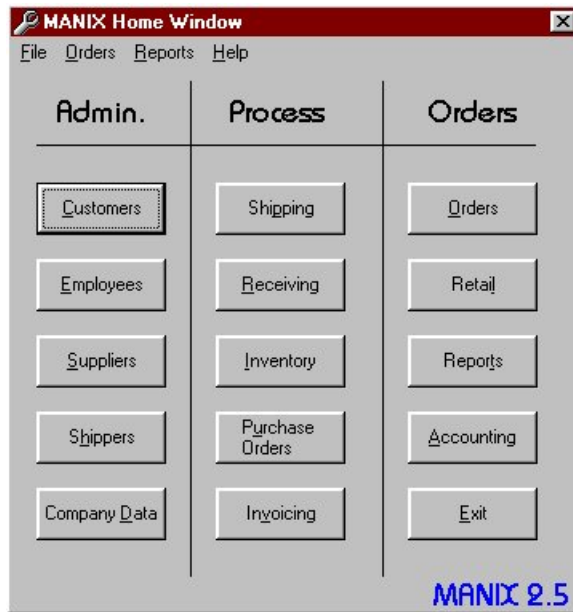 MANIX Home Window
File Orders Reports Help
Admin. Process Orders
Customers Shipping Orders
Employees Receiving Retail
Suppliers Inventory Reports
Shippers Purchase Orders Accounting
Company Data Invoicing Exit
MANIX 2.5